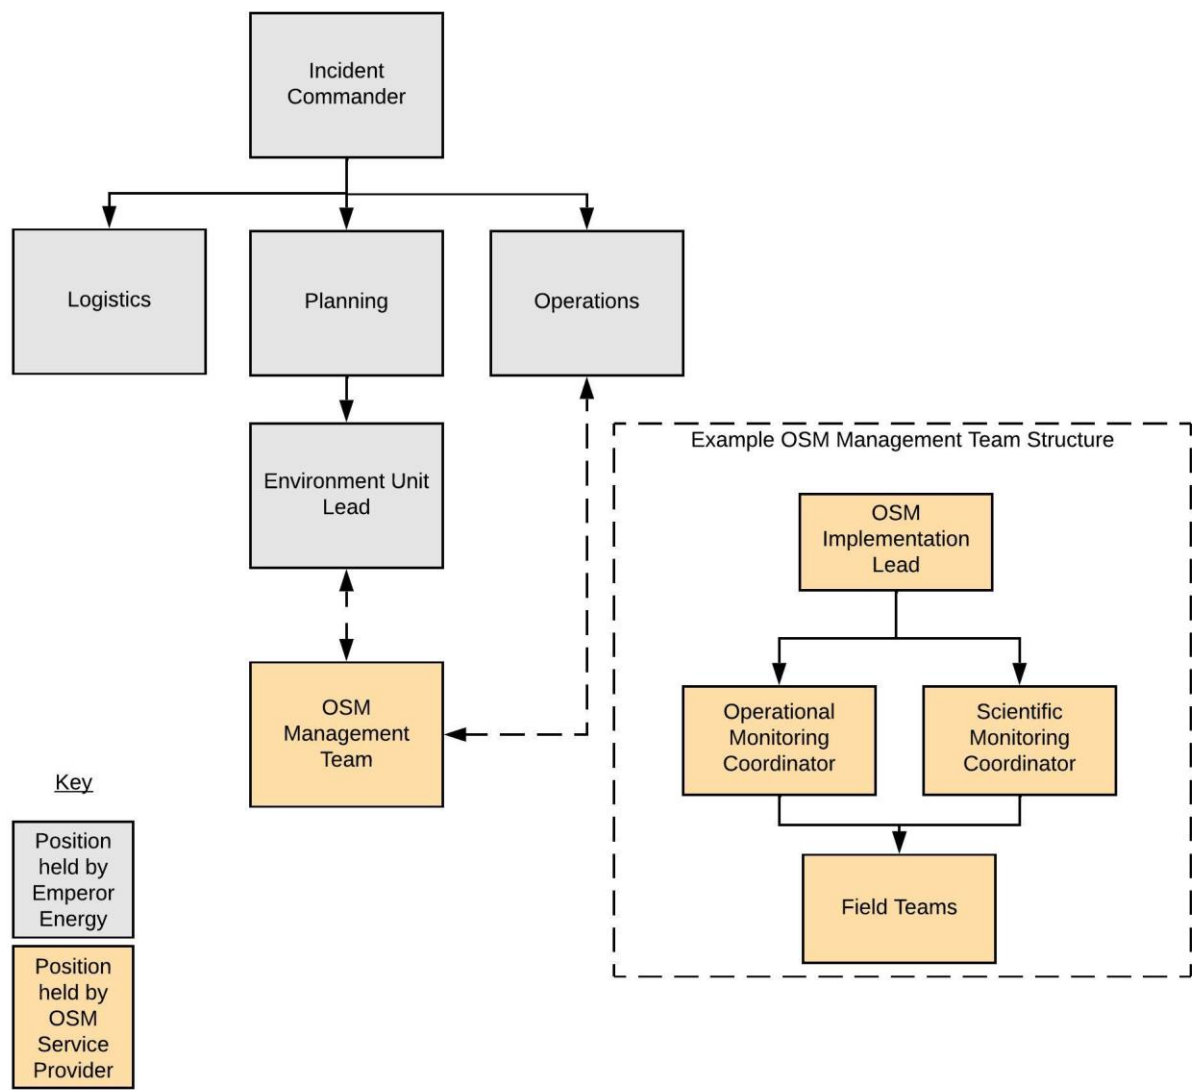 Incident
Commander
Logistics
Planning
Operations
Environment Unit
Lead
OSM
Management
Team
Example OSM Management Team Structure
OSM
Implementation
Lead
Operational
Monitoring
Coordinator
Scientific
Monitoring
Coordinator
Field Teams
Key
Position
held by
Emperor
Energy
Position
held by
OSM
Service
Provider